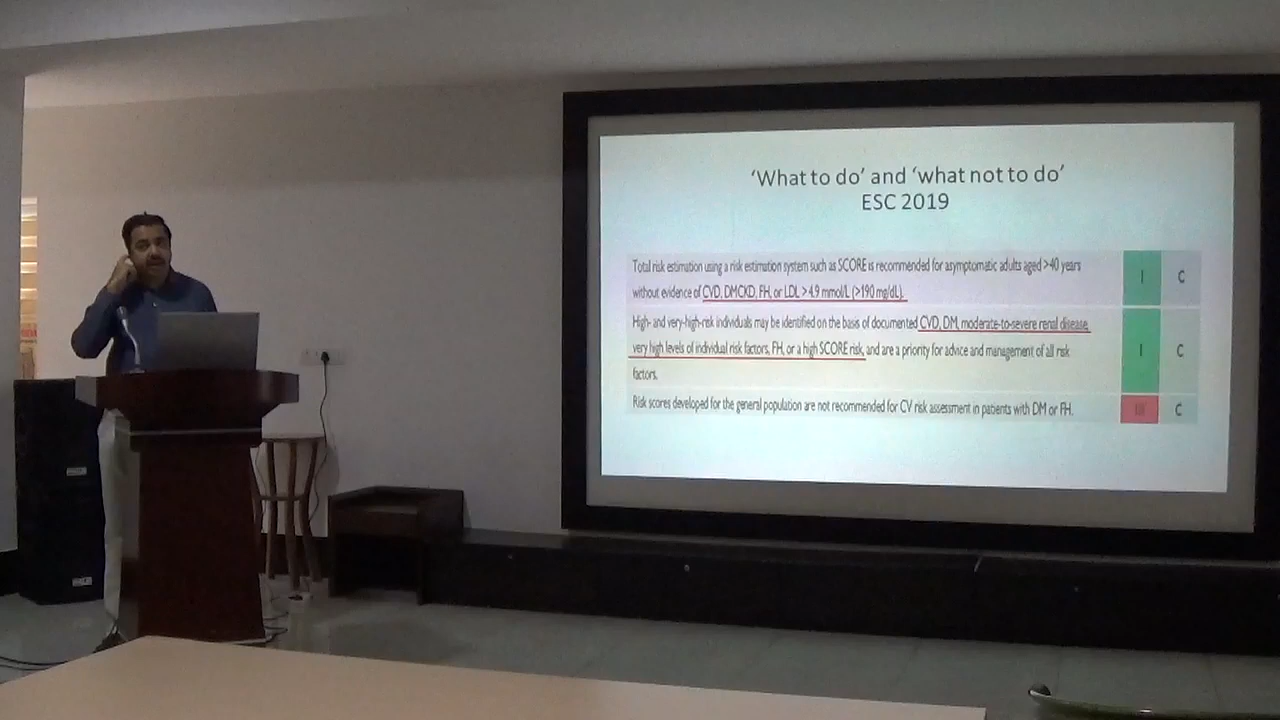 ‘What to do’ and ‘what not to do’
ESC 2019
Total risk estimation using a risk estimation system such as SCORE is recommended for asymptomatic adults aged >40 years
without evidence of CVD, DMCKD, FH, or LDL > 4.9 mmol/L (>190 mg/dL).
I
C
High- and very-high-risk individuals may be identified on the basis of documented CVD, DM, moderate-to-severe renal disease,
very high levels of individual risk factors, FH, or a high SCORE risk, and are a priority for advice and management of all risk
factors.
I
C
Risk scores developed for the general population are not recommended for CV risk assessment in patients with DM or FH.
III
C